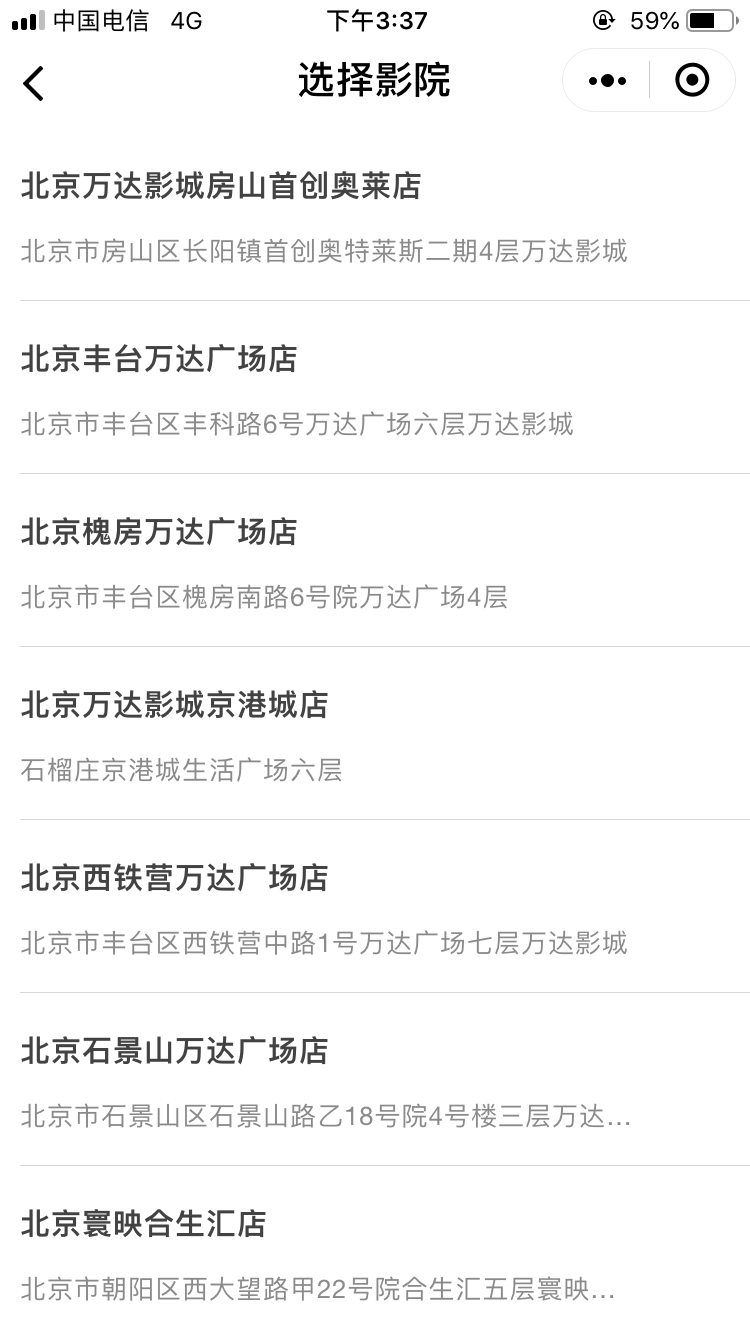 中国电信 4G 下午3:37 59%
选择影院
北京万达影城房山首创奥莱店
北京市房山区长阳镇首创奥特莱斯二期4层万达影城
北京丰台万达广场店
北京市丰台区丰科路6号万达广场六层万达影城
北京槐房万达广场店
北京市丰台区槐房南路6号院万达广场4层
北京万达影城京港城店
石榴庄京港城生活广场六层
北京西铁营万达广场店
北京市丰台区西铁营中路1号万达广场七层万达影城
北京石景山万达广场店
北京市石景山区石景山路乙18号院4号楼三层万达...
北京寰映合生汇店
北京市朝阳区西大望路甲22号院合生汇五层寰映...